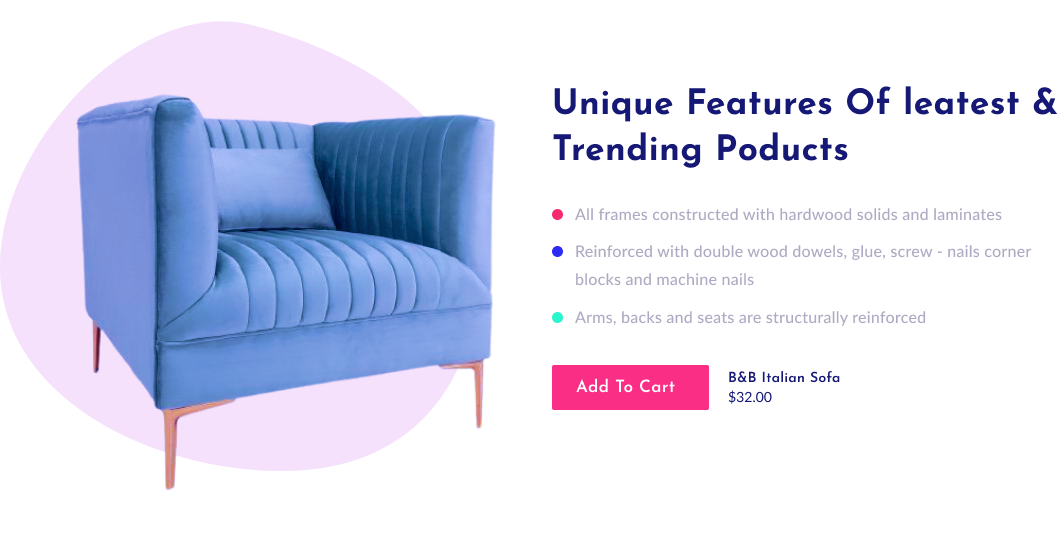 Unique Features Of leatest &
Trending Poducts
All frames constructed with hardwood solids and laminates
Reinforced with double wood dowels, glue, screw - nails corner
blocks and machine nails
Arms, backs and seats are structurally reinforced
Add To Cart
B&B Italian Sofa
$32.00